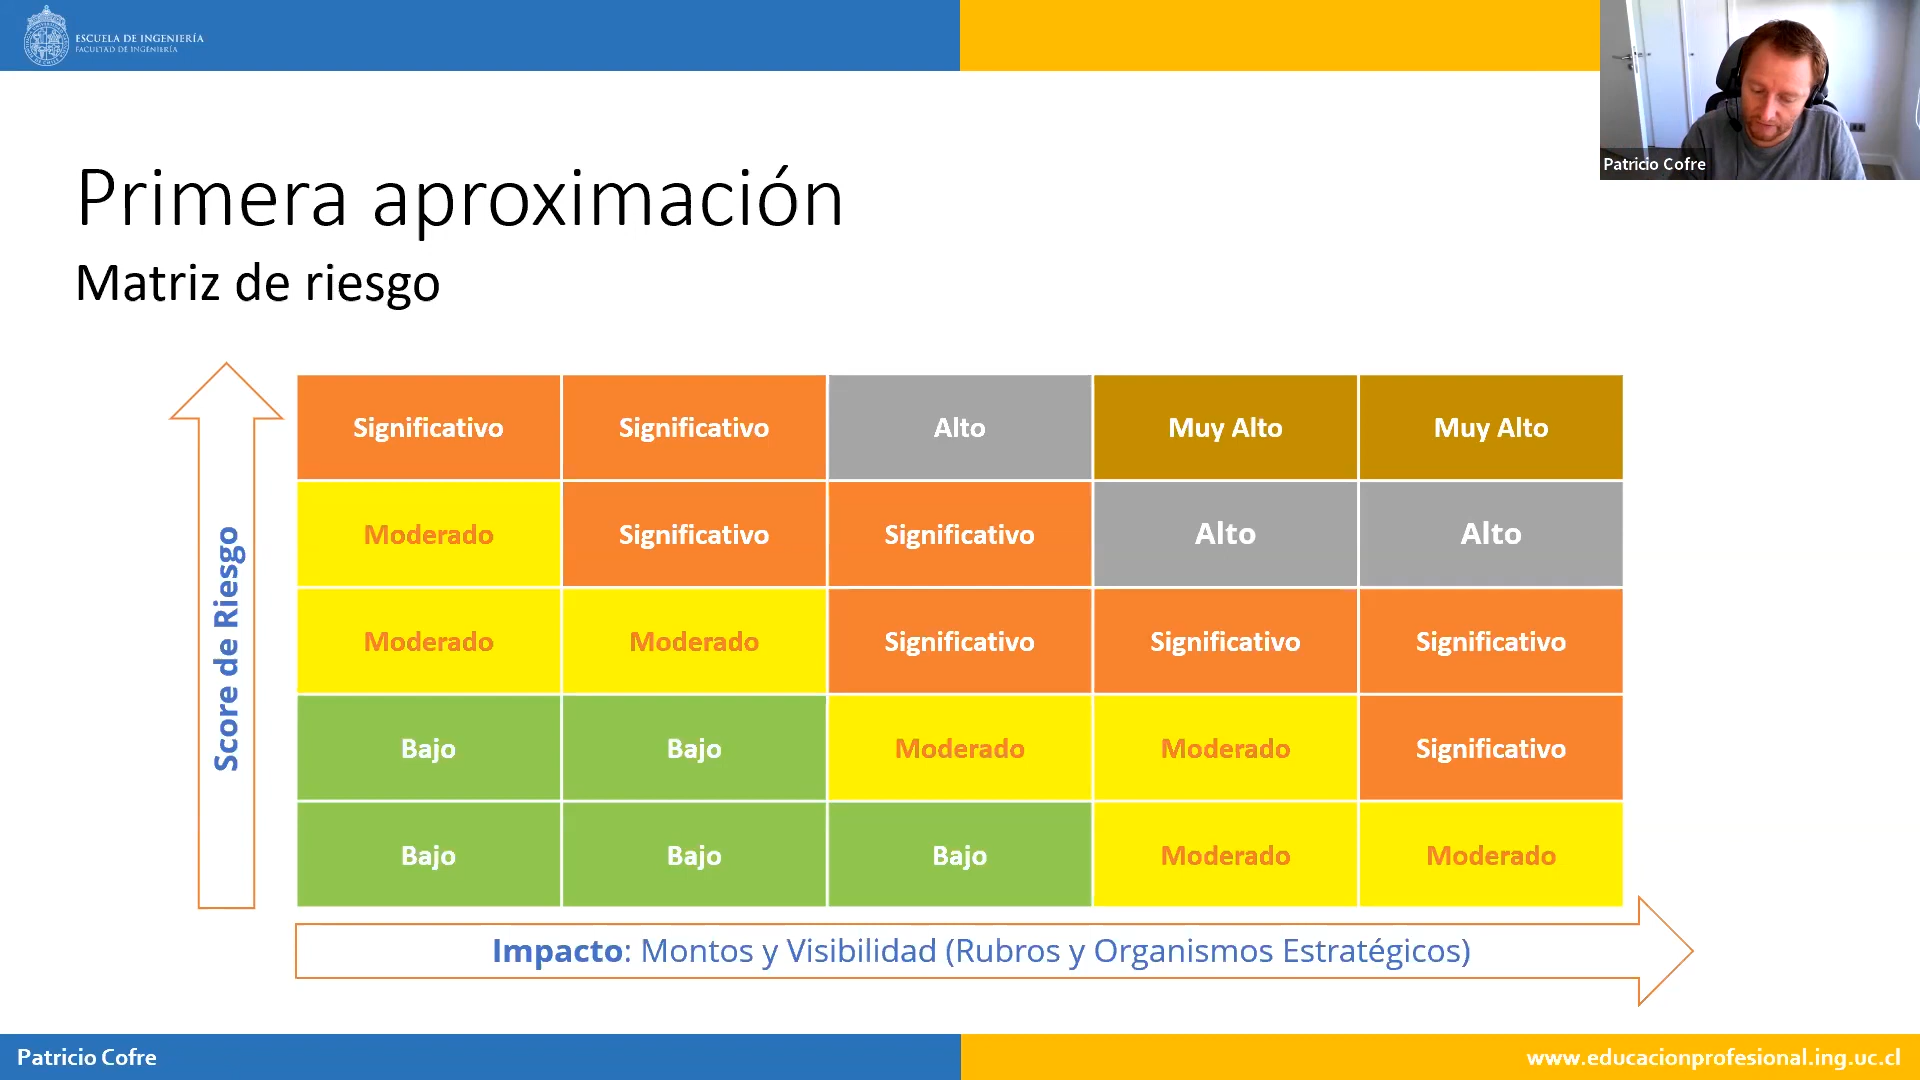 ESCUELA DE INGENIERÍA
FACULTAD DE INGENIERÍA
Patricio Cofre
Primera aproximación
Matriz de riesgo
Score de Riesgo
Significativo Significativo Alto Muy Alto Muy Alto
Moderado Significativo Significativo Alto Alto
Moderado Moderado Significativo Significativo Significativo
Bajo Bajo Moderado Moderado Significativo
Bajo Bajo Bajo Moderado Moderado
Impacto: Montos y Visibilidad (Rubros y Organismos Estratégicos)
Patricio Cofre
www.educacionprofesional.ing.uc.cl